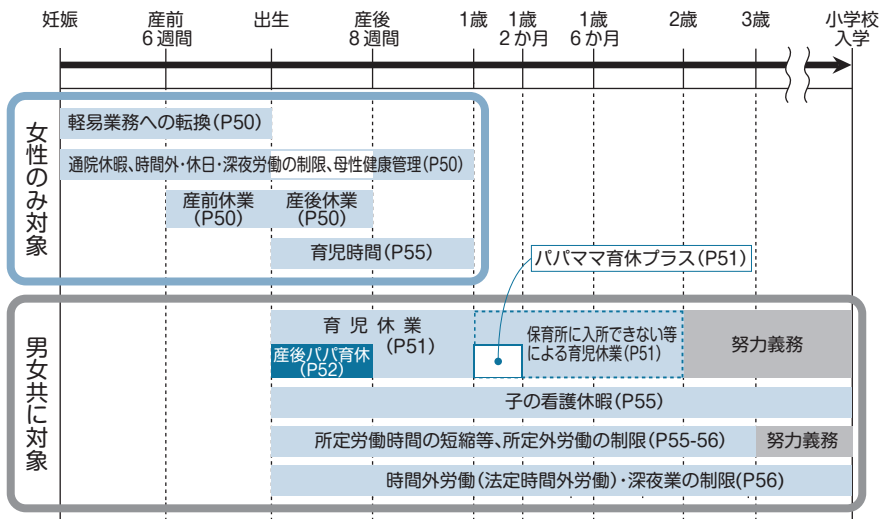 妊娠
産前
6週間
出生
産後
8週間
1歳
1歳
2か月
1歳
6か月
2歳
3歳
小学校
入学
女性のみ対象
軽易業務への転換(P50)
通院休暇、時間外・休日・深夜労働の制限、母性健康管理(P50)
産前休業
(P50)
産後休業
(P50)
育児時間(P55)
パパママ育休プラス(P51)
男女共に対象
育児休業
(P51)
産後パパ育休
(P52)
保育所に入所できない等
による育児休業(P51)
努力義務
子の看護休暇(P55)
所定労働時間の短縮等、所定外労働の制限(P55-56)
努力義務
時間外労働(法定時間外労働)・深夜業の制限(P56)